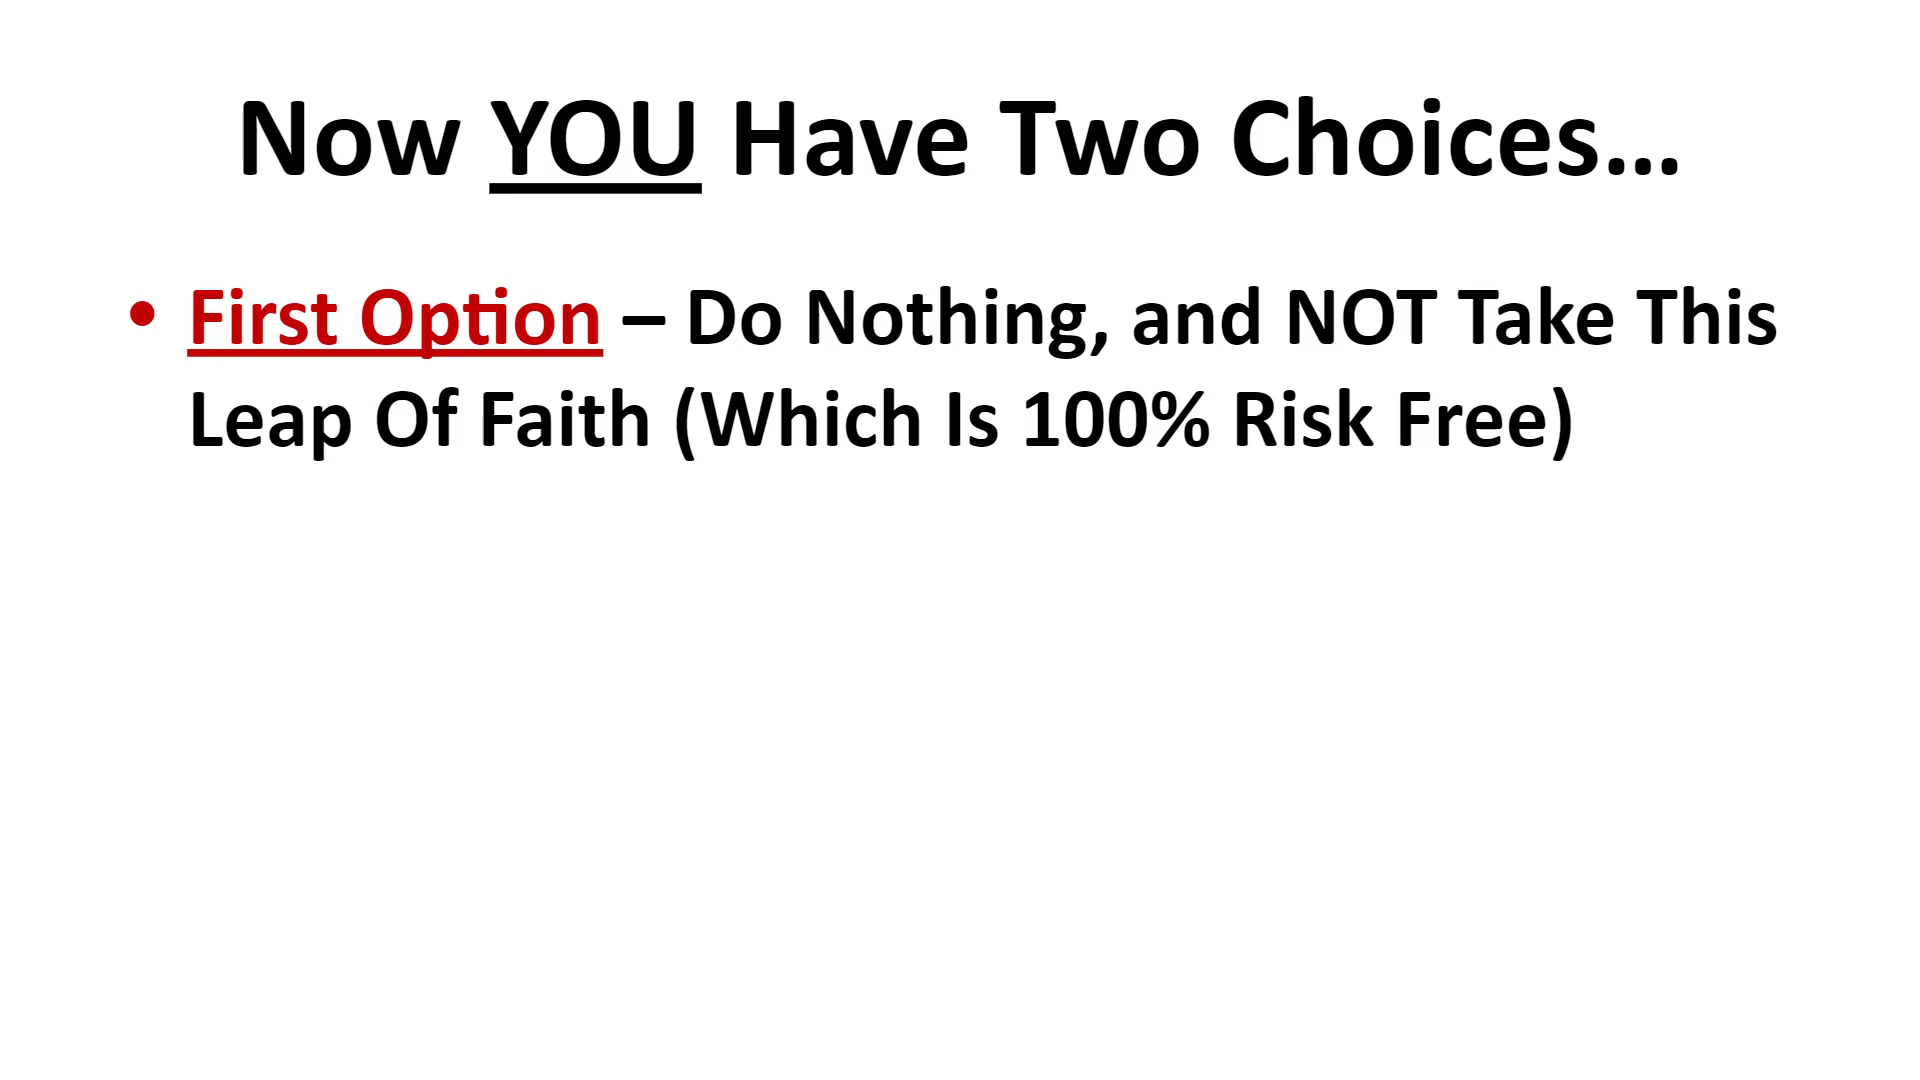 Now YOU Have Two Choices…
• First Option – Do Nothing, and NOT Take This
Leap Of Faith (Which Is 100% Risk Free)